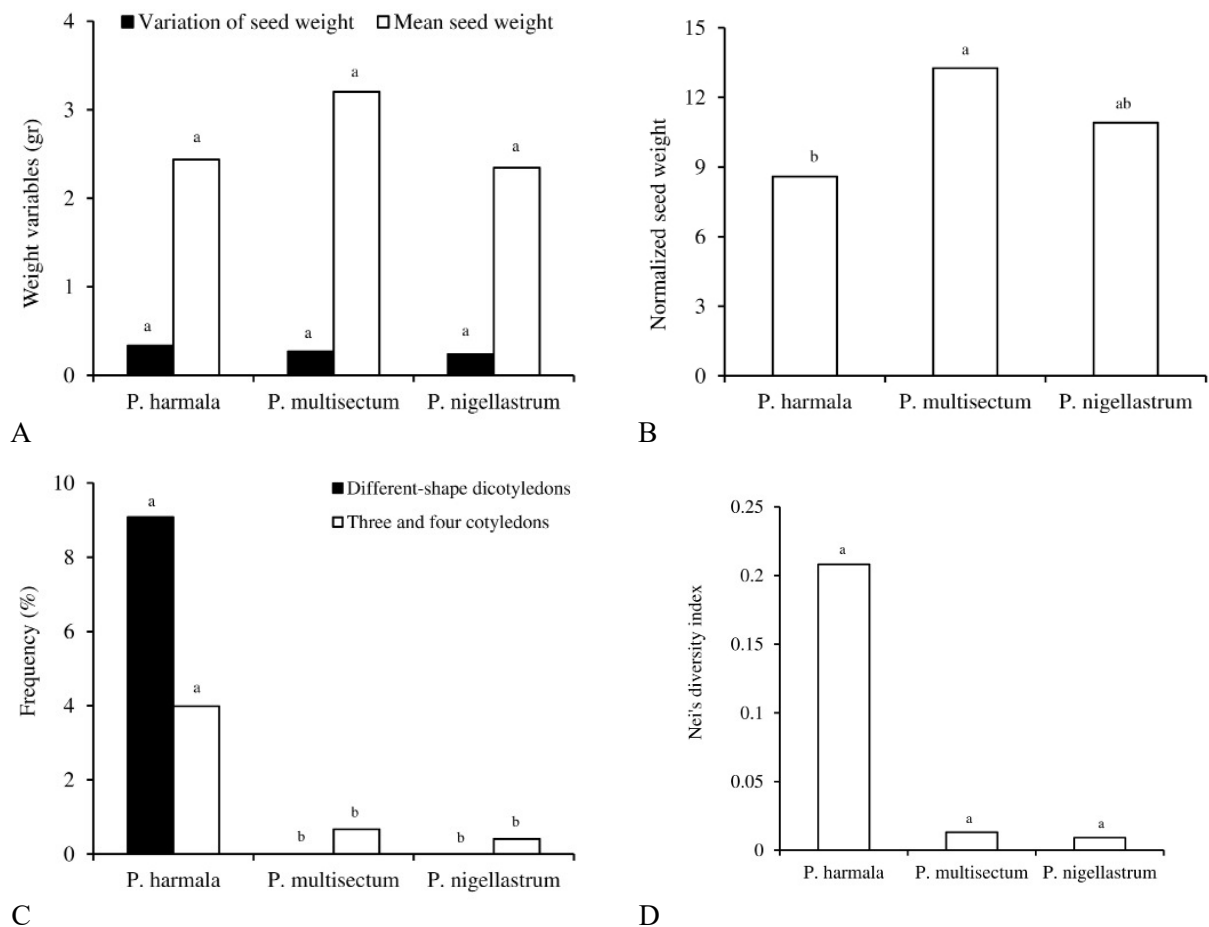 Variation of seed weight Mean seed weight
Weight variables (gr)
4
3
2
1
0
a
a
a
a
a
a
P. harmala P. multisectum P. nigellastrum
A
Normalized seed weight
15
12
9
6
3
0
b
a
ab
P. harmala P. multisectum P. nigellastrum
B
Different-shape dicotyledons
Three and four cotyledons
Frequency (%)
10
8
6
4
2
0
a
a
b
b
b
b
P. harmala P. multisectum P. nigellastrum
C
Nei's diversity index
0.25
0.2
0.15
0.1
0.05
0
a
a
a
P. harmala P. multisectum P. nigellastrum
D